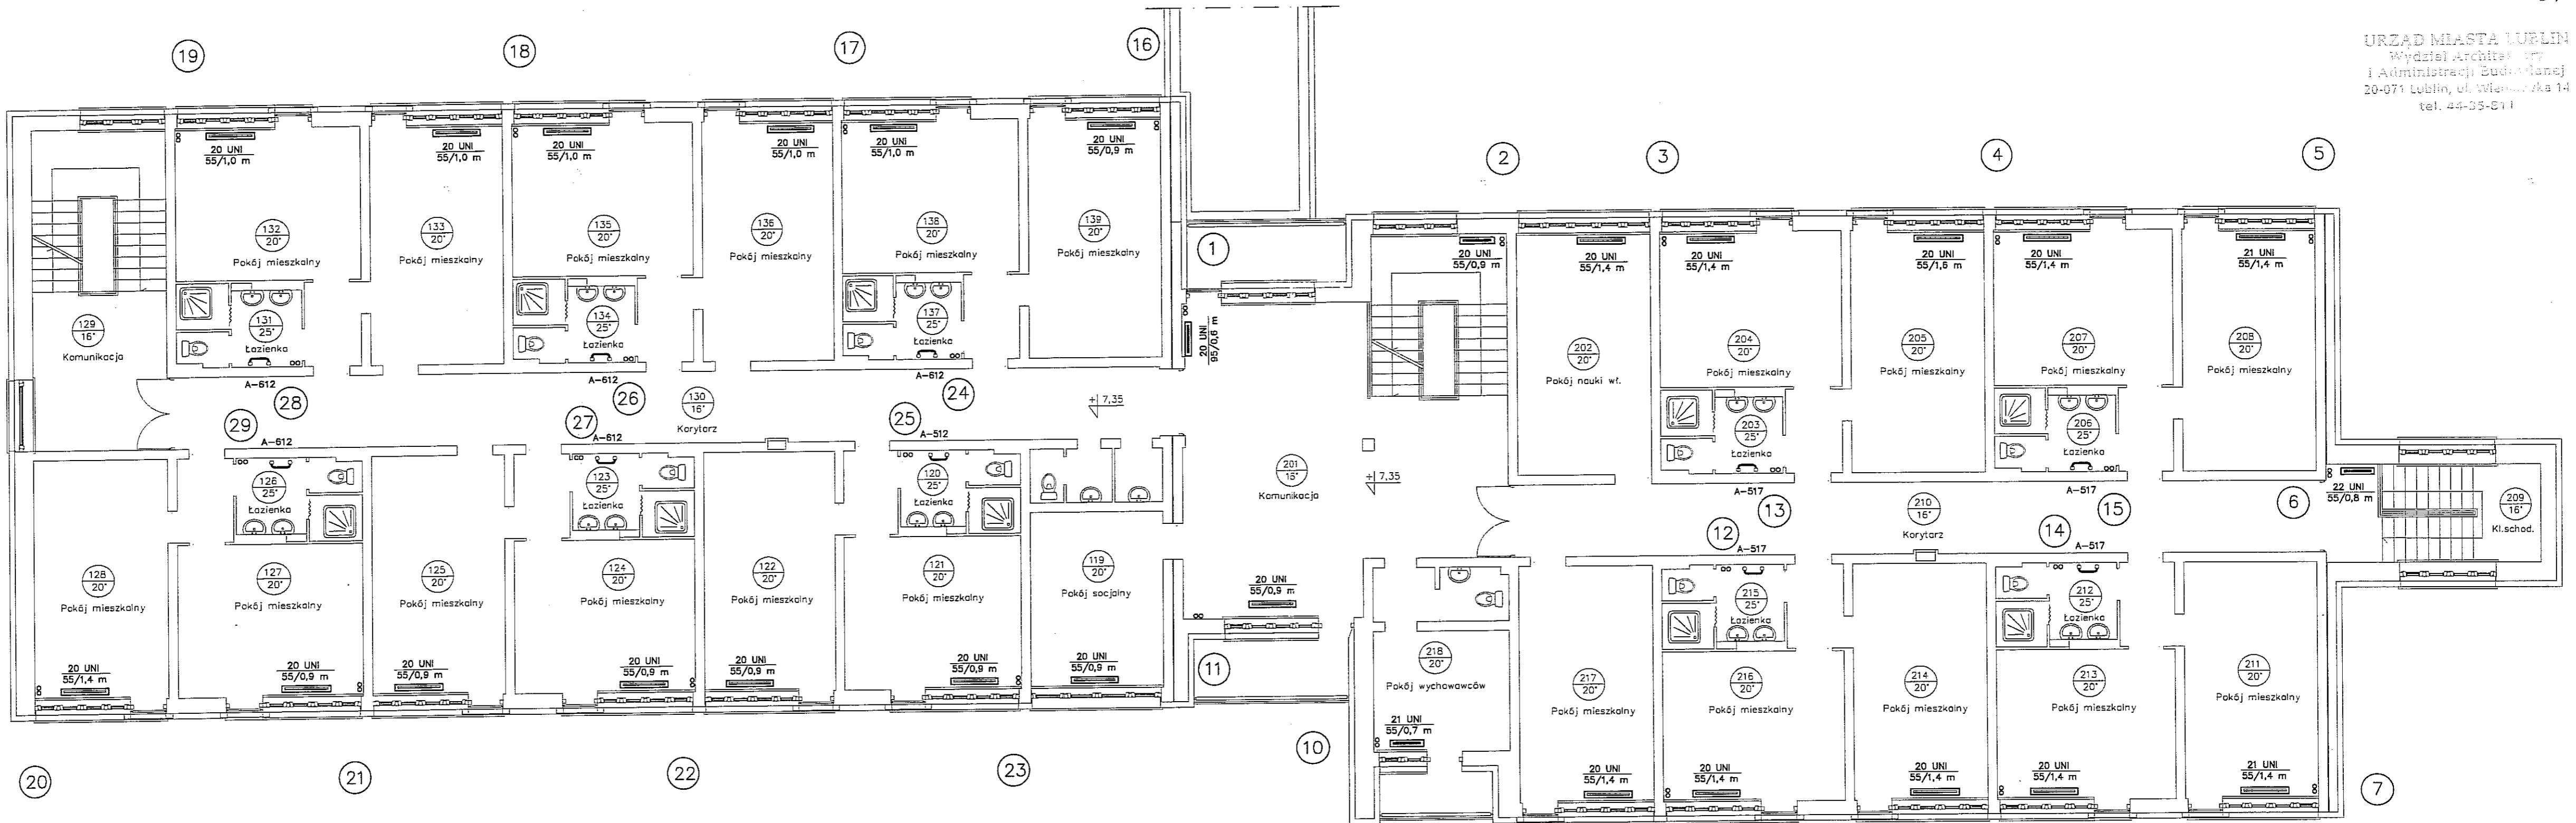 URZĄD MIASTA LUBLIN
Wydział
i Administracji
20-071 Lublin, ul. 14
tel. 44-35-811
19
18
17
16
2
3
4
5
20 UNI
55/1,0 m
20 UNI
55/1,0 m
20 UNI
55/1,0 m
20 UNI
55/1,0 m
20 UNI
55/1,0 m
20 UNI
55/0,9 m
132
20°
Pokój mieszkalny
133
20°
Pokój mieszkalny
135
20°
Pokój mieszkalny
136
20°
Pokój mieszkalny
138
20°
Pokój mieszkalny
139
20°
Pokój mieszkalny
1
20 UNI
55/0,9 m
20 UNI
55/1,4 m
20 UNI
55/1,4 m
20 UNI
55/1,6 m
20 UNI
55/1,4 m
21 UNI
55/1,4 m
129
16°
Komunikacja
131
25°
Łazienka
134
25°
Łazienka
137
25°
Łazienka
20 UNI
95/0,6 m
202
20°
Pokój nauki wł.
204
20°
Pokój mieszkalny
205
20°
Pokój mieszkalny
207
20°
Pokój mieszkalny
208
20°
Pokój mieszkalny
A-612
28
A-612
26
A-612
24
29
A-612
27
A-612
130
16°
Korytarz
25
A-512
+7,35
203
25°
Łazienka
206
25°
Łazienka
126
25°
Łazienka
123
25°
Łazienka
120
25°
Łazienka
201
15°
Komunikacja
+7,35
A-517
13
A-517
15
12
A-517
210
16°
Korytarz
14
A-517
6
22 UNI
55/0,8 m
209
16°
Kl.schod.
128
20°
Pokój mieszkalny
127
20°
Pokój mieszkalny
125
20°
Pokój mieszkalny
124
20°
Pokój mieszkalny
122
20°
Pokój mieszkalny
121
20°
Pokój mieszkalny
119
20°
Pokój socjalny
20 UNI
55/0,9 m
215
25°
Łazienka
212
25°
Łazienka
20 UNI
55/1,4 m
20 UNI
55/0,9 m
20 UNI
55/0,9 m
20 UNI
55/0,9 m
20 UNI
55/0,9 m
20 UNI
55/0,9 m
20 UNI
55/0,9 m
11
218
20°
Pokój wychowawców
217
20°
Pokój mieszkalny
216
20°
Pokój mieszkalny
214
20°
Pokój mieszkalny
213
20°
Pokój mieszkalny
211
20°
Pokój mieszkalny
21 UNI
55/0,7 m
20 UNI
55/1,4 m
20 UNI
55/1,4 m
20 UNI
55/1,4 m
20 UNI
55/1,4 m
21 UNI
55/1,4 m
20
21
22
23
10
7